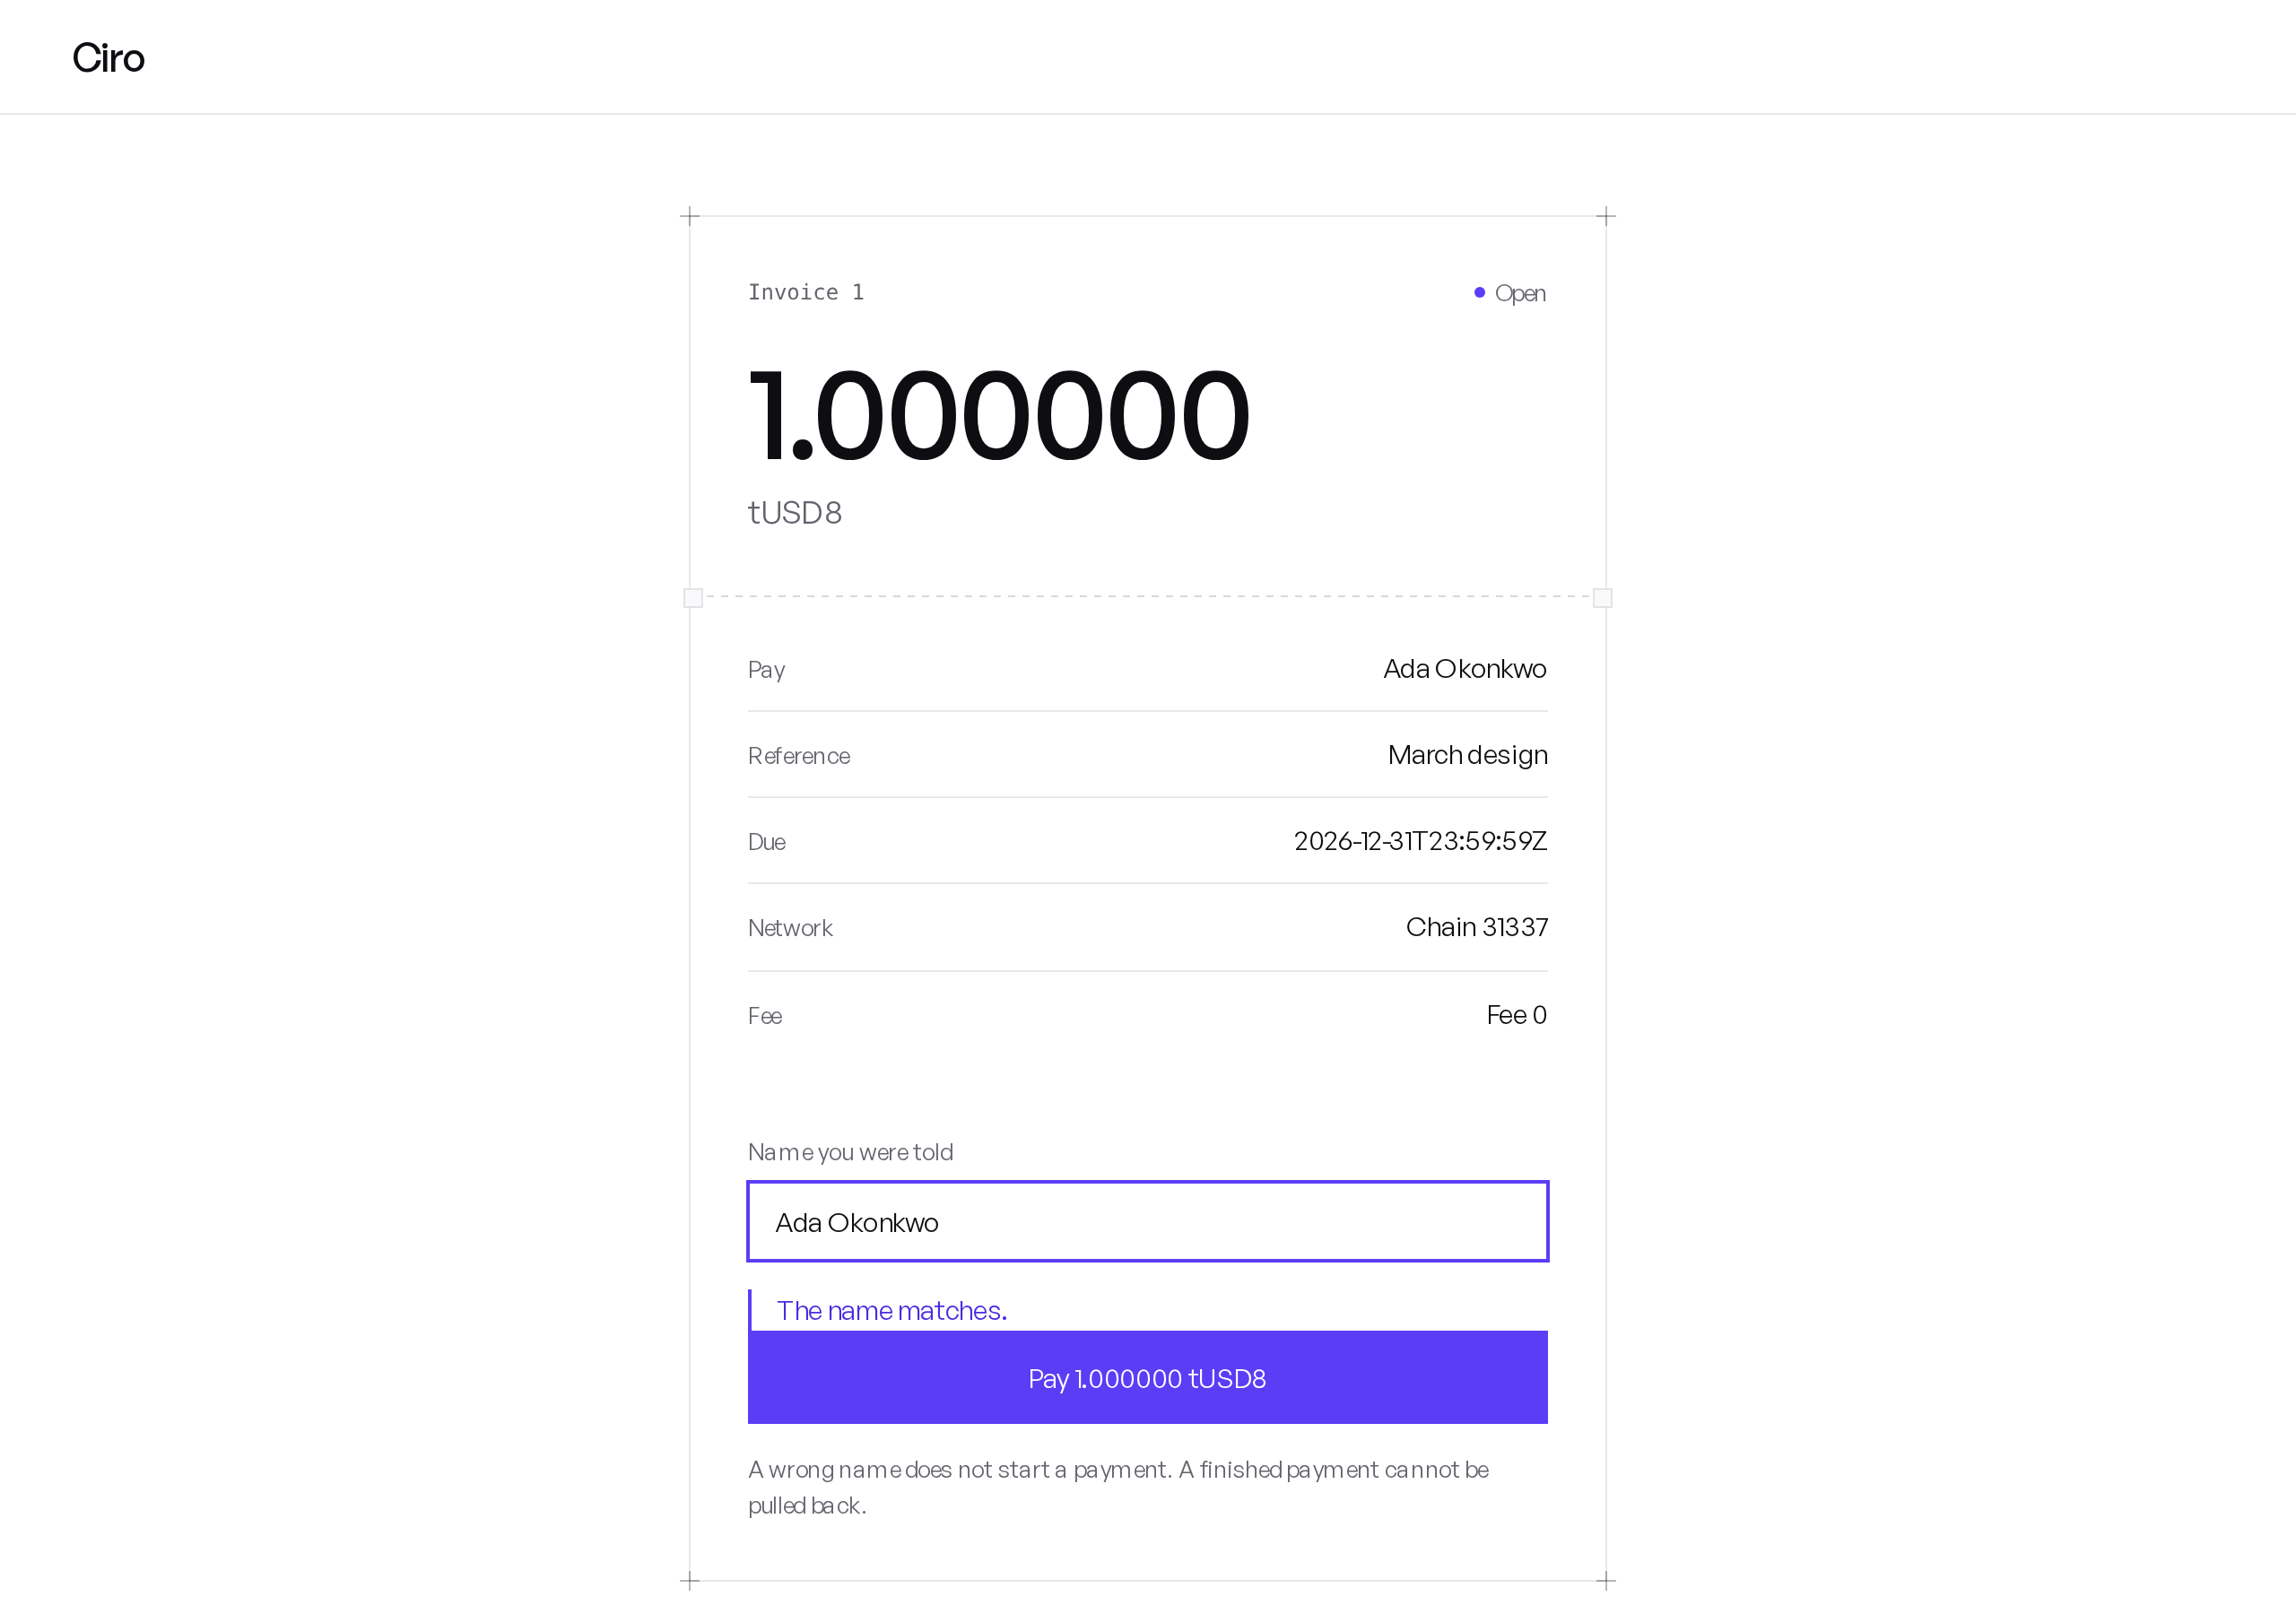 Ciro
Invoice 1
Open
1.000000
tUSD8
Pay
Ada Okonkwo
Reference
March design
Due
2026-12-31T23:59:59Z
Network
Chain 31337
Fee
Fee 0
Name you were told
Ada Okonkwo
The name matches.
Pay 1.000000 tUSD8
A wrong name does not start a payment. A finished payment cannot be
pulled back.